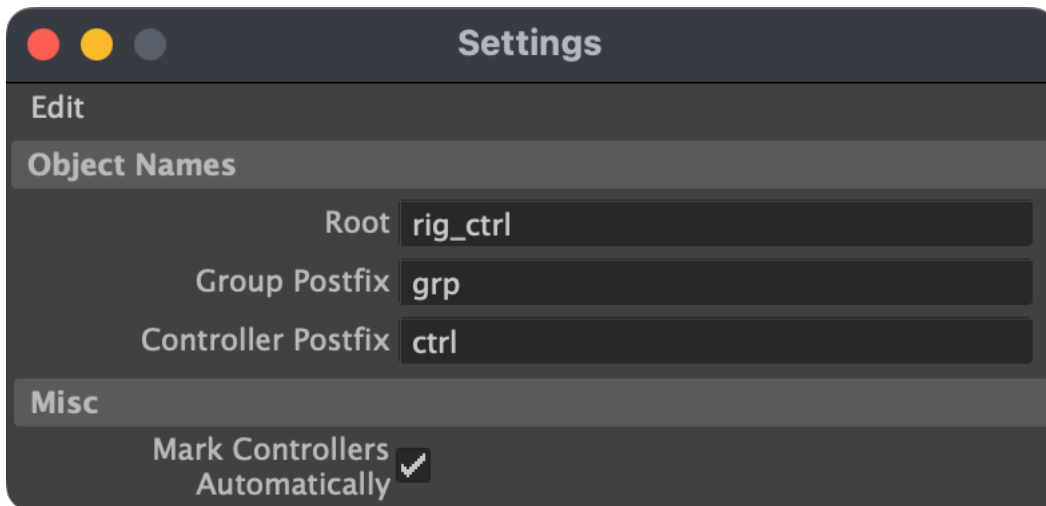 Settings
Edit
Object Names
Root rig_ctrl
Group Postfix grp
Controller Postfix ctrl
Misc
Mark Controllers
Automatically